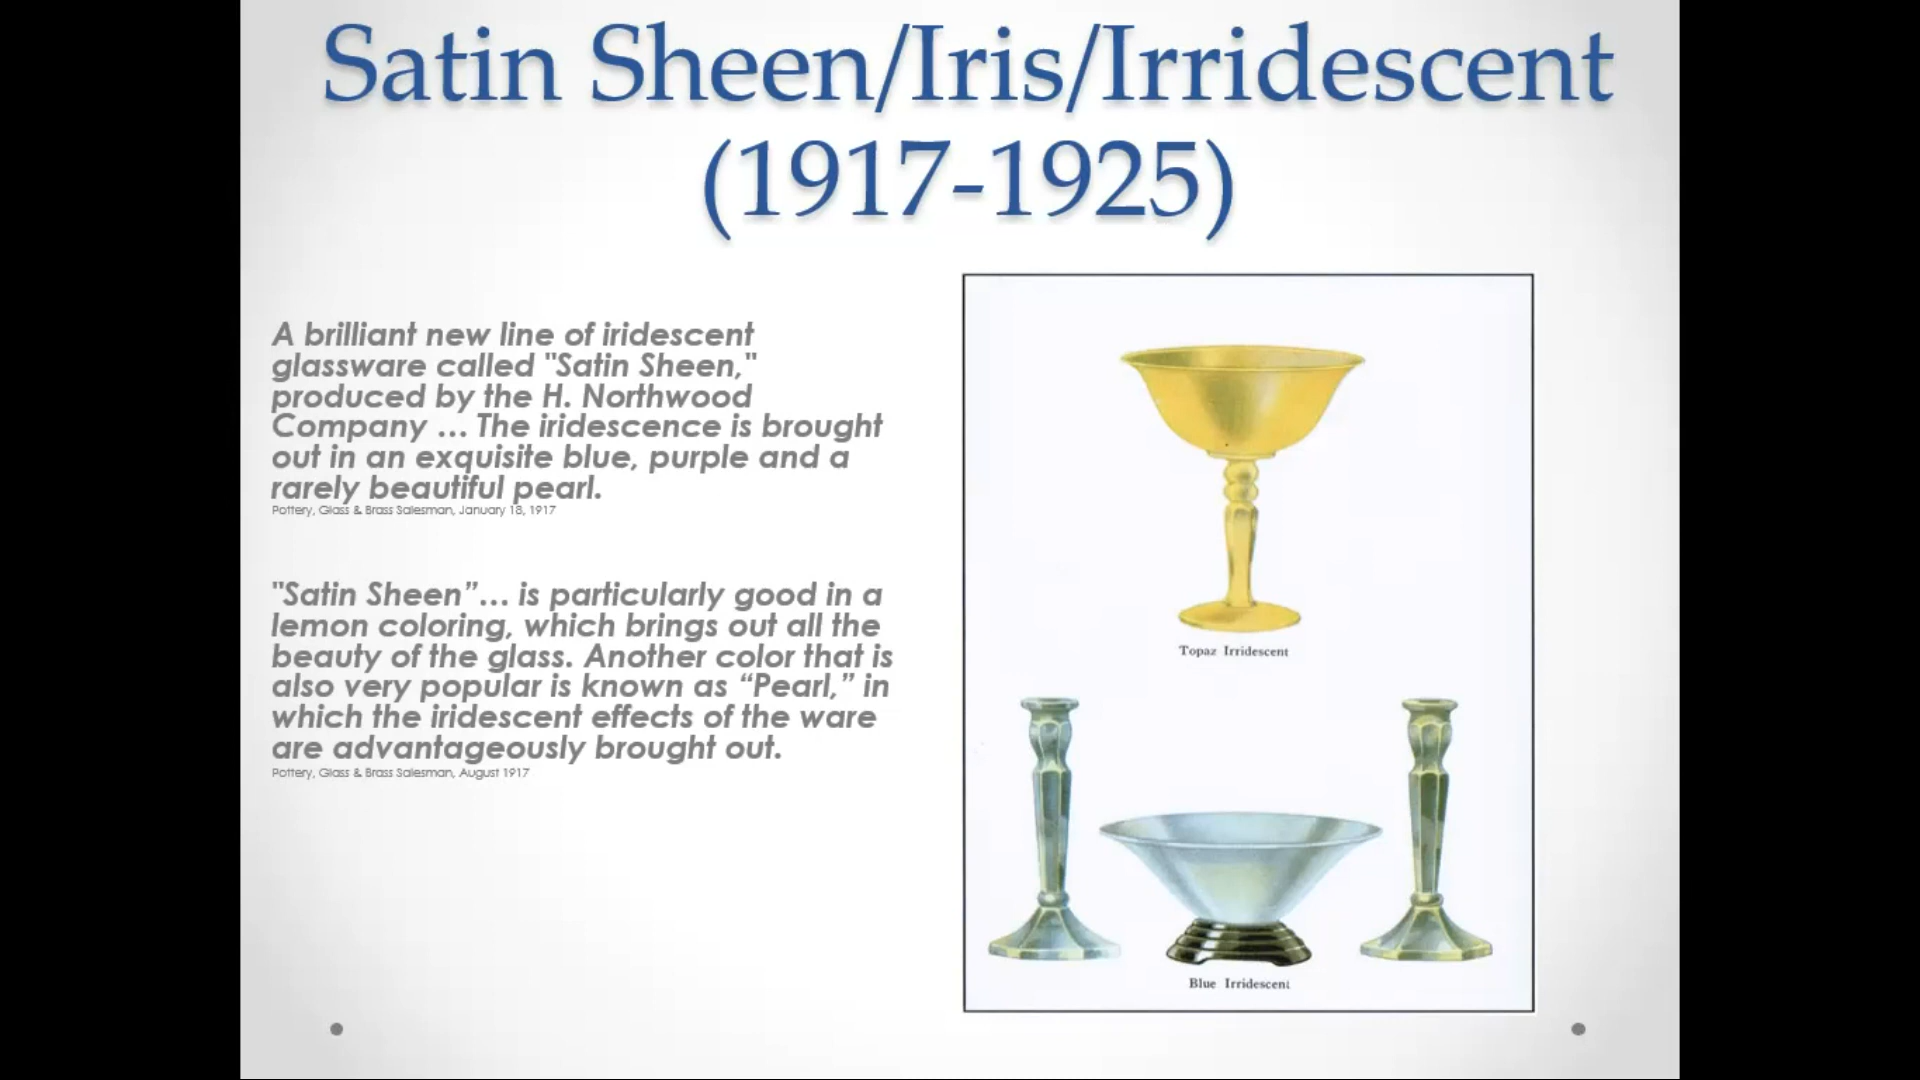 Satin Sheen/Iris/Irridescent
(1917-1925)
A brilliant new line of iridescent
glassware called "Satin Sheen,"
produced by the H. Northwood
Company … The iridescence is brought
out in an exquisite blue, purple and a
rarely beautiful pearl.
Pottery, Glass & Brass Salesman, January 18, 1917
"Satin Sheen”… is particularly good in a
lemon coloring, which brings out all the
beauty of the glass. Another color that is
also very popular is known as “Pearl,” in
which the iridescent effects of the ware
are advantageously brought out.
Pottery, Glass & Brass Salesman, August 1917
Topaz Irridescent
Blue Irridescent